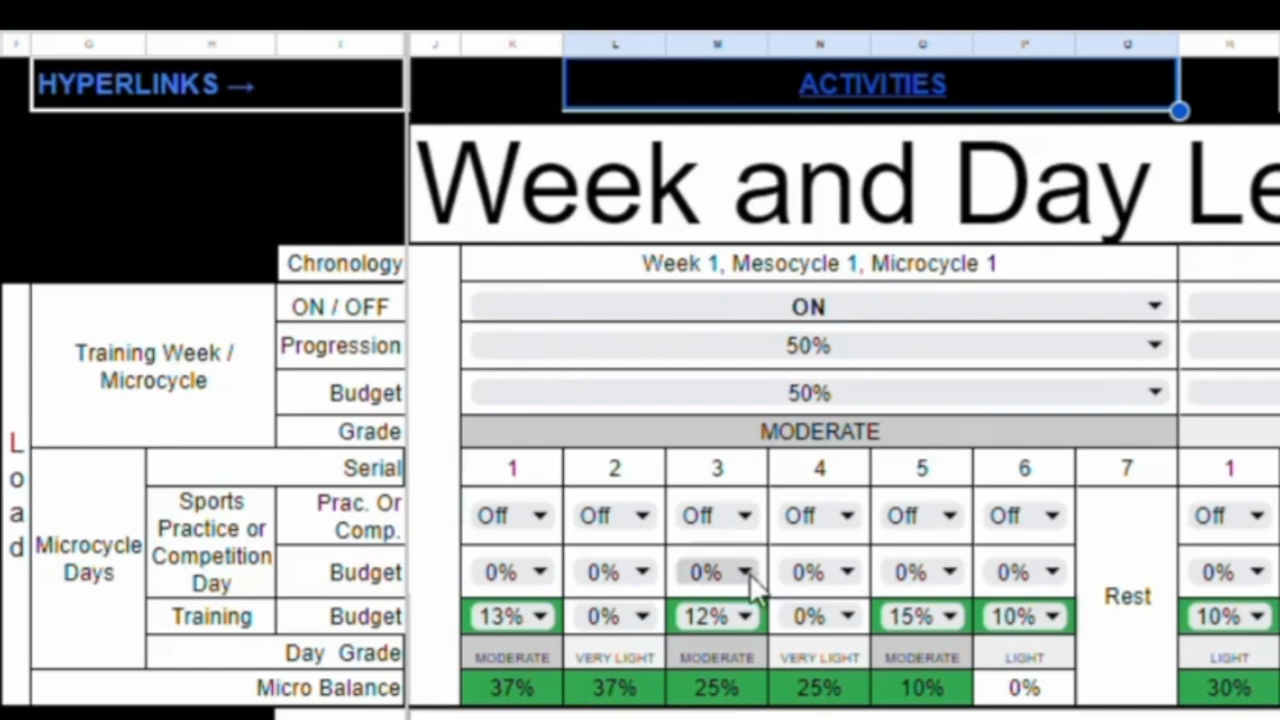 F G H I J K L M N O P Q R
HYPERLINKS → ACTIVITIES
Week and Day Le
Chronology Week 1, Mesocycle 1, Microcycle 1
Training Week /
Microcycle
ON / OFF ON
Progression 50%
Budget 50%
Grade MODERATE
Load
Microcycle
Days
Serial 1 2 3 4 5 6 7 1
Sports
Practice or
Competition
Day
Prac. Or
Comp.
Off Off Off Off Off Off Off
Budget 0% 0% 0% 0% 0% 0% 0%
Rest
Training Budget 13% 0% 12% 0% 15% 10% 10%
Day Grade MODERATE VERY LIGHT MODERATE VERY LIGHT MODERATE LIGHT LIGHT
Micro Balance 37% 37% 25% 25% 10% 0% 30%